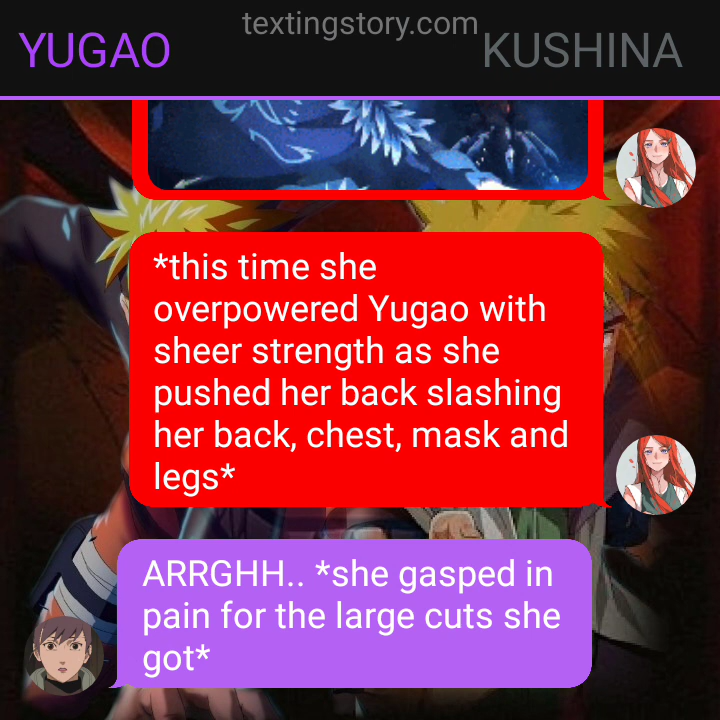 textingstory.com
YUGAO
KUSHINA
*this time she
overpowered Yugao with
sheer strength as she
pushed her back slashing
her back, chest, mask and
legs*
ARRGHH.. *she gasped in
pain for the large cuts she
got*